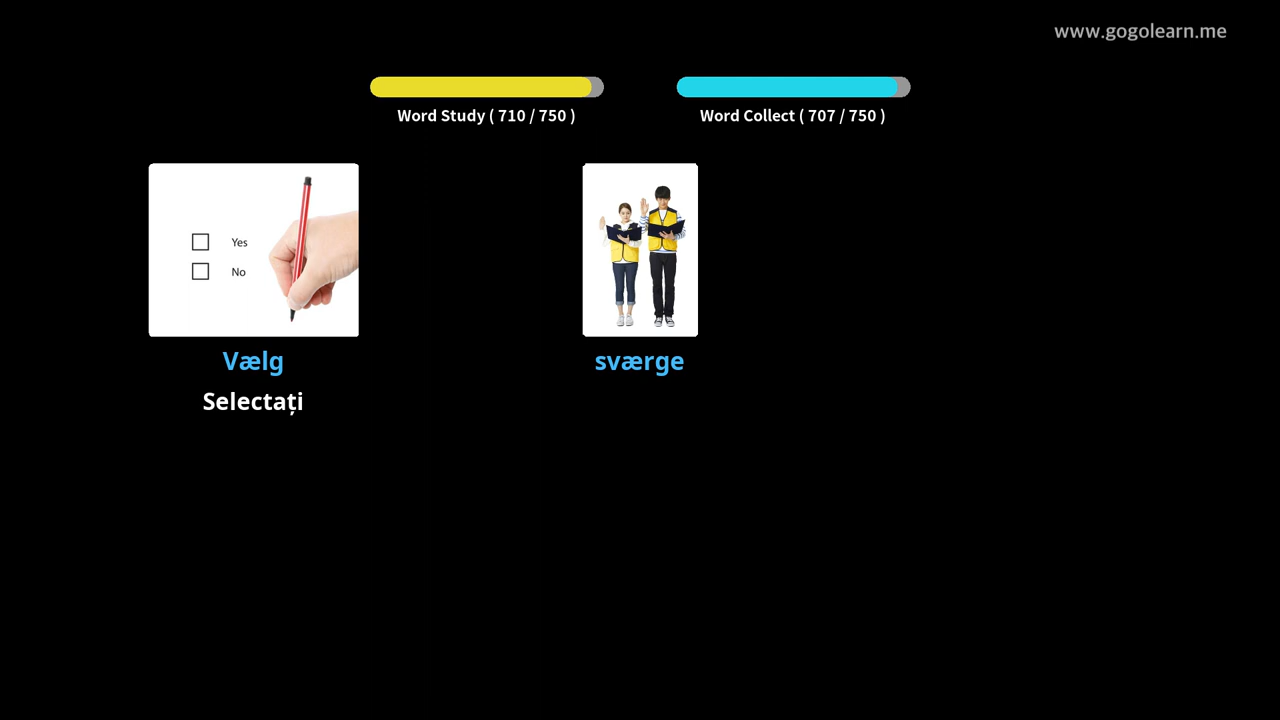 www.gogolearn.me
Word Study ( 710 / 750 )
Word Collect ( 707 / 750 )
Yes
No
Vælg
sværge
Selectați